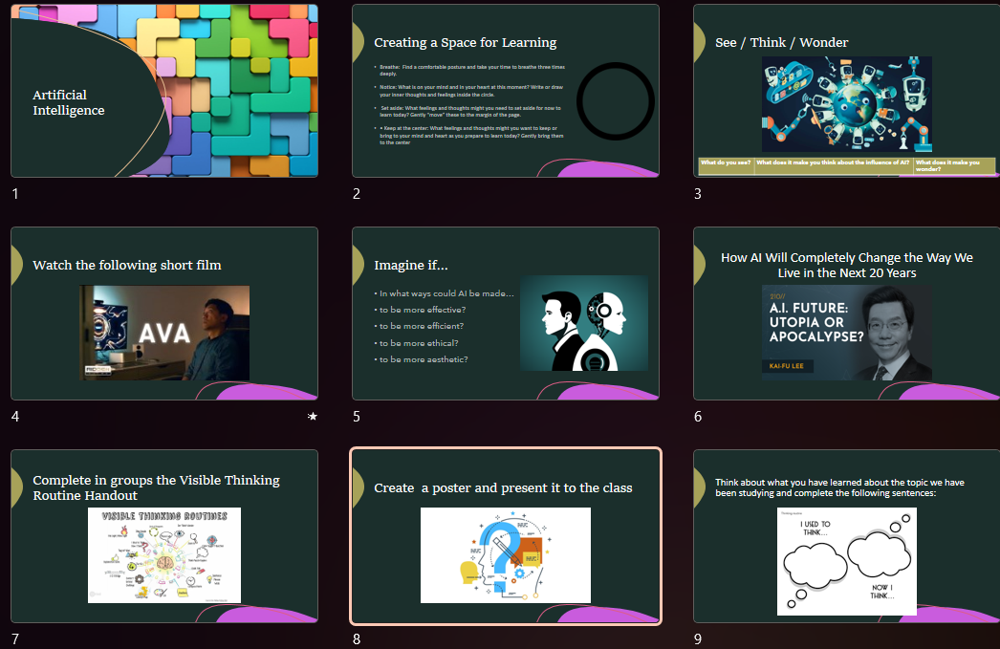 Artificial
Intelligence
1
Creating a Space for Learning
• Breathe: Find a comfortable posture and take your time to breathe three times
deeply.
• Notice: What is on your mind and in your heart at this moment? Write or draw
your inner thoughts and feelings inside the circle.
• Set aside: What feelings and thoughts might you need to set aside for now to
learn today? Gently "move" these to the margin of the page.
• • Keep at the center: What feelings and thoughts might you want to keep or
bring to your mind and heart as you prepare to learn today? Gently bring them
to the center
2
See / Think / Wonder
What do you see?
What does it make you think about the influence of AI?
What does it make you
wonder?
3
Watch the following short film
AVA
4
Imagine if...
• In what ways could AI be made...
• to be more effective?
• to be more efficient?
• to be more ethical?
• to be more aesthetic?
5
How AI Will Completely Change the Way We
Live in the Next 20 Years
210//
A.I. FUTURE:
UTOPIA OR
APOCALYPSE?
KAI-FU LEE
6
Complete in groups the Visible Thinking
Routine Handout
VISIBLE THINKING ROUTINES
7
Create a poster and present it to the class
8
Think about what you have learned about the topic we have
been studying and complete the following sentences:
Thinking routine
I USED TO
THINK...
NOW I
THINK...
9